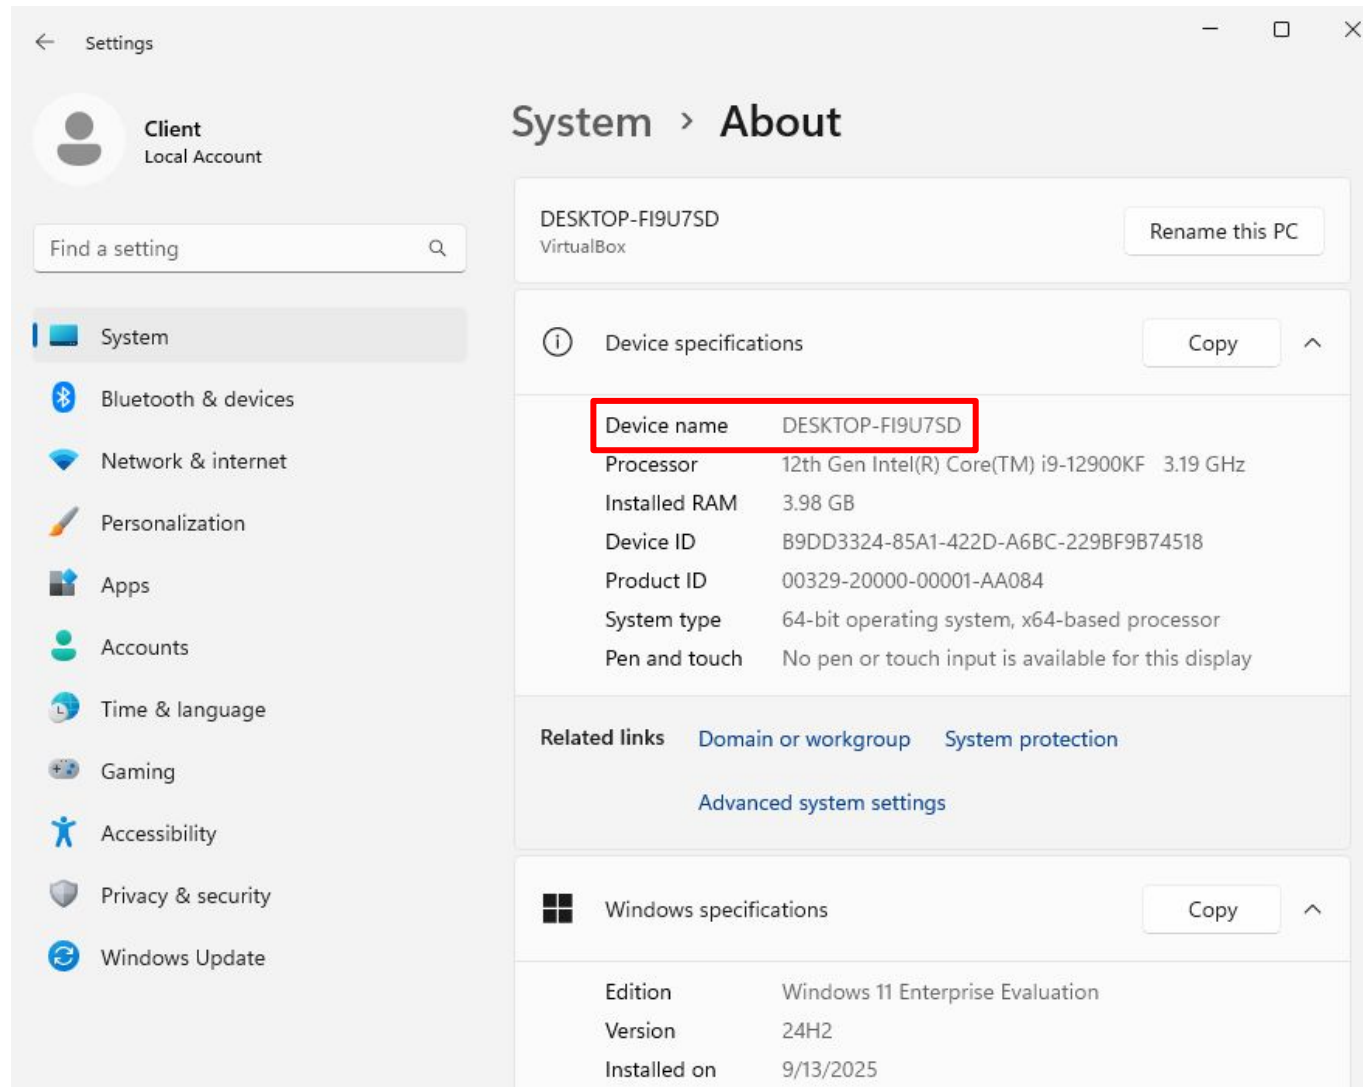 Settings
Client
Local Account
Find a setting
System
Bluetooth & devices
Network & internet
Personalization
Apps
Accounts
Time & language
Gaming
Accessibility
Privacy & security
Windows Update
System > About
DESKTOP-FI9U7SD
VirtualBox
Rename this PC
Device specifications Copy
Device name DESKTOP-FI9U7SD
Processor 12th Gen Intel(R) Core(TM) i9-12900KF 3.19 GHz
Installed RAM 3.98 GB
Device ID B9DD3324-85A1-422D-A6BC-229BF9B74518
Product ID 00329-20000-00001-AA084
System type 64-bit operating system, x64-based processor
Pen and touch No pen or touch input is available for this display
Related links Domain or workgroup System protection
Advanced system settings
Windows specifications Copy
Edition Windows 11 Enterprise Evaluation
Version 24H2
Installed on 9/13/2025